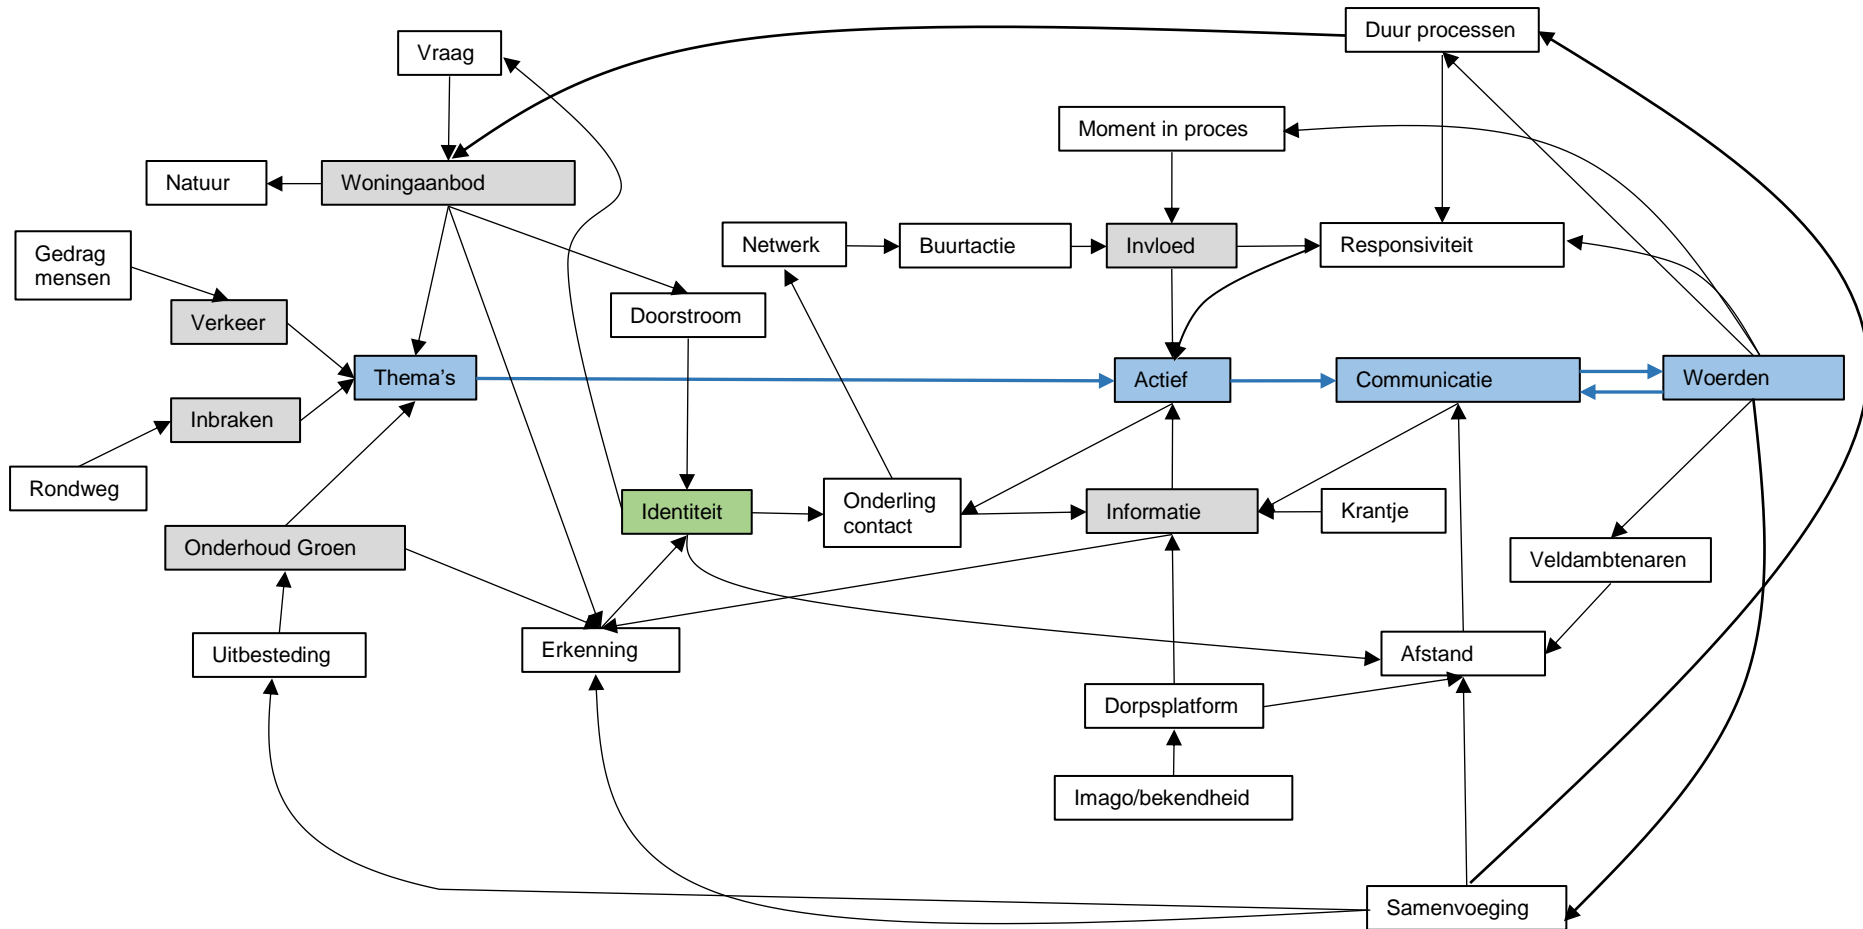 Duur processen
Vraag
Moment in proces
Natuur
Woningaanbod
Netwerk
Buurtactie
Invloed
Responsiviteit
Gedrag
mensen
Verkeer
Doorstroom
Thema's
Actief
Communicatie
Woerden
Inbraken
Rondweg
Identiteit
Onderling
contact
Informatie
Krantje
Onderhoud Groen
Veldambtenaren
Uitbesteding
Erkenning
Afstand
Dorpsplatform
Imago/bekendheid
Samenvoeging